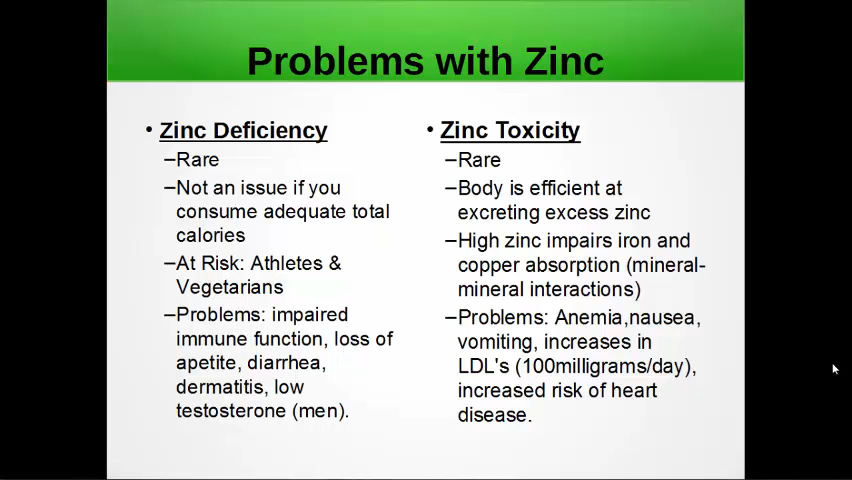 Problems with Zinc
• Zinc Deficiency
–Rare
–Not an issue if you
consume adequate total
calories
–At Risk: Athletes &
Vegetarians
–Problems: impaired
immune function, loss of
apetite, diarrhea,
dermatitis, low
testosterone (men).
• Zinc Toxicity
–Rare
–Body is efficient at
excreting excess zinc
–High zinc impairs iron and
copper absorption (mineral-
mineral interactions)
–Problems: Anemia,nausea,
vomiting, increases in
LDL's (100milligrams/day),
increased risk of heart
disease.